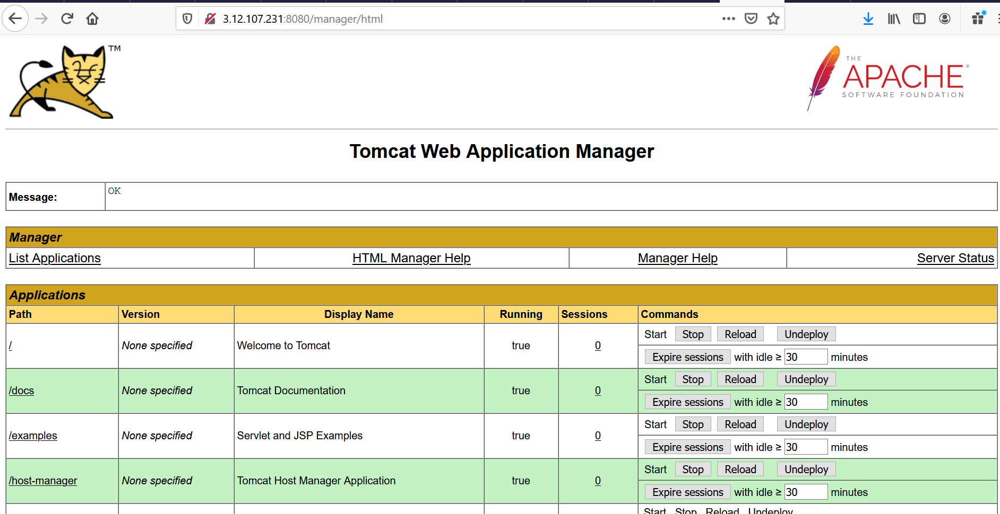 3.12.107.231:8080/manager/html
TM
THE
APACHE®
SOFTWARE FOUNDATION
Tomcat Web Application Manager
Message: OK
Manager
List Applications HTML Manager Help Manager Help Server Status
Applications
Path Version Display Name Running Sessions Commands
/ None specified Welcome to Tomcat true 0 Start Stop Reload Undeploy
Expire sessions with idle ≥ 30 minutes
/docs None specified Tomcat Documentation true 0 Start Stop Reload Undeploy
Expire sessions with idle ≥ 30 minutes
/examples None specified Servlet and JSP Examples true 0 Start Stop Reload Undeploy
Expire sessions with idle ≥ 30 minutes
/host-manager None specified Tomcat Host Manager Application true 0 Start Stop Reload Undeploy
Expire sessions with idle ≥ 30 minutes
Start Stop Reload Undeploy